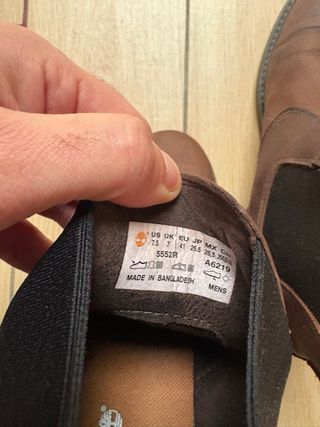 US UK EU JP MX
7.5 7 41 25.5 25.5
5552R A6219
MADE IN BANGLADESH MENS